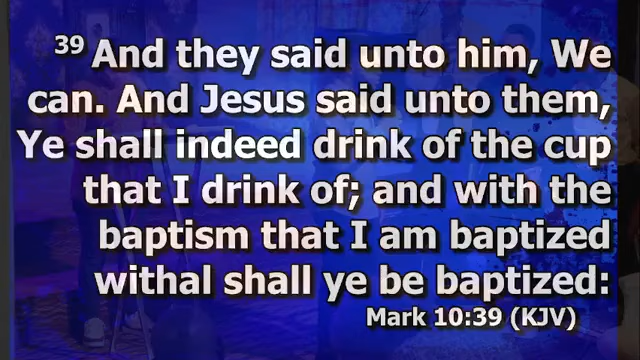 39 And they said unto him, We
can. And Jesus said unto them,
Ye shall indeed drink of the cup
that I drink of; and with the
baptism that I am baptized
withal shall ye be baptized:
Mark 10:39 (KJV)